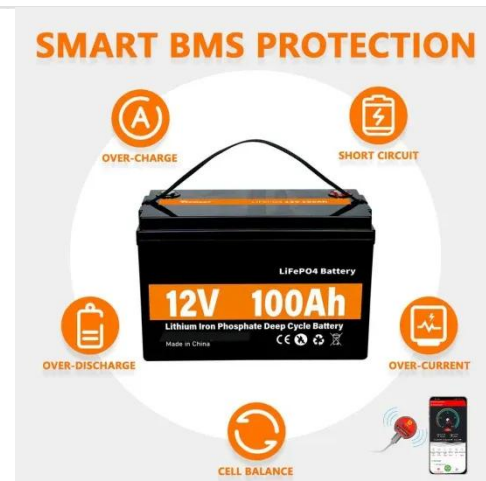 SMART BMS PROTECTION
OVER-CHARGE
SHORT CIRCUIT
LiFePO4 Battery
12V 100Ah
Lithium Iron Phosphate Deep Cycle Battery
Made in China
CE
OVER-DISCHARGE
OVER-CURRENT
CELL BALANCE